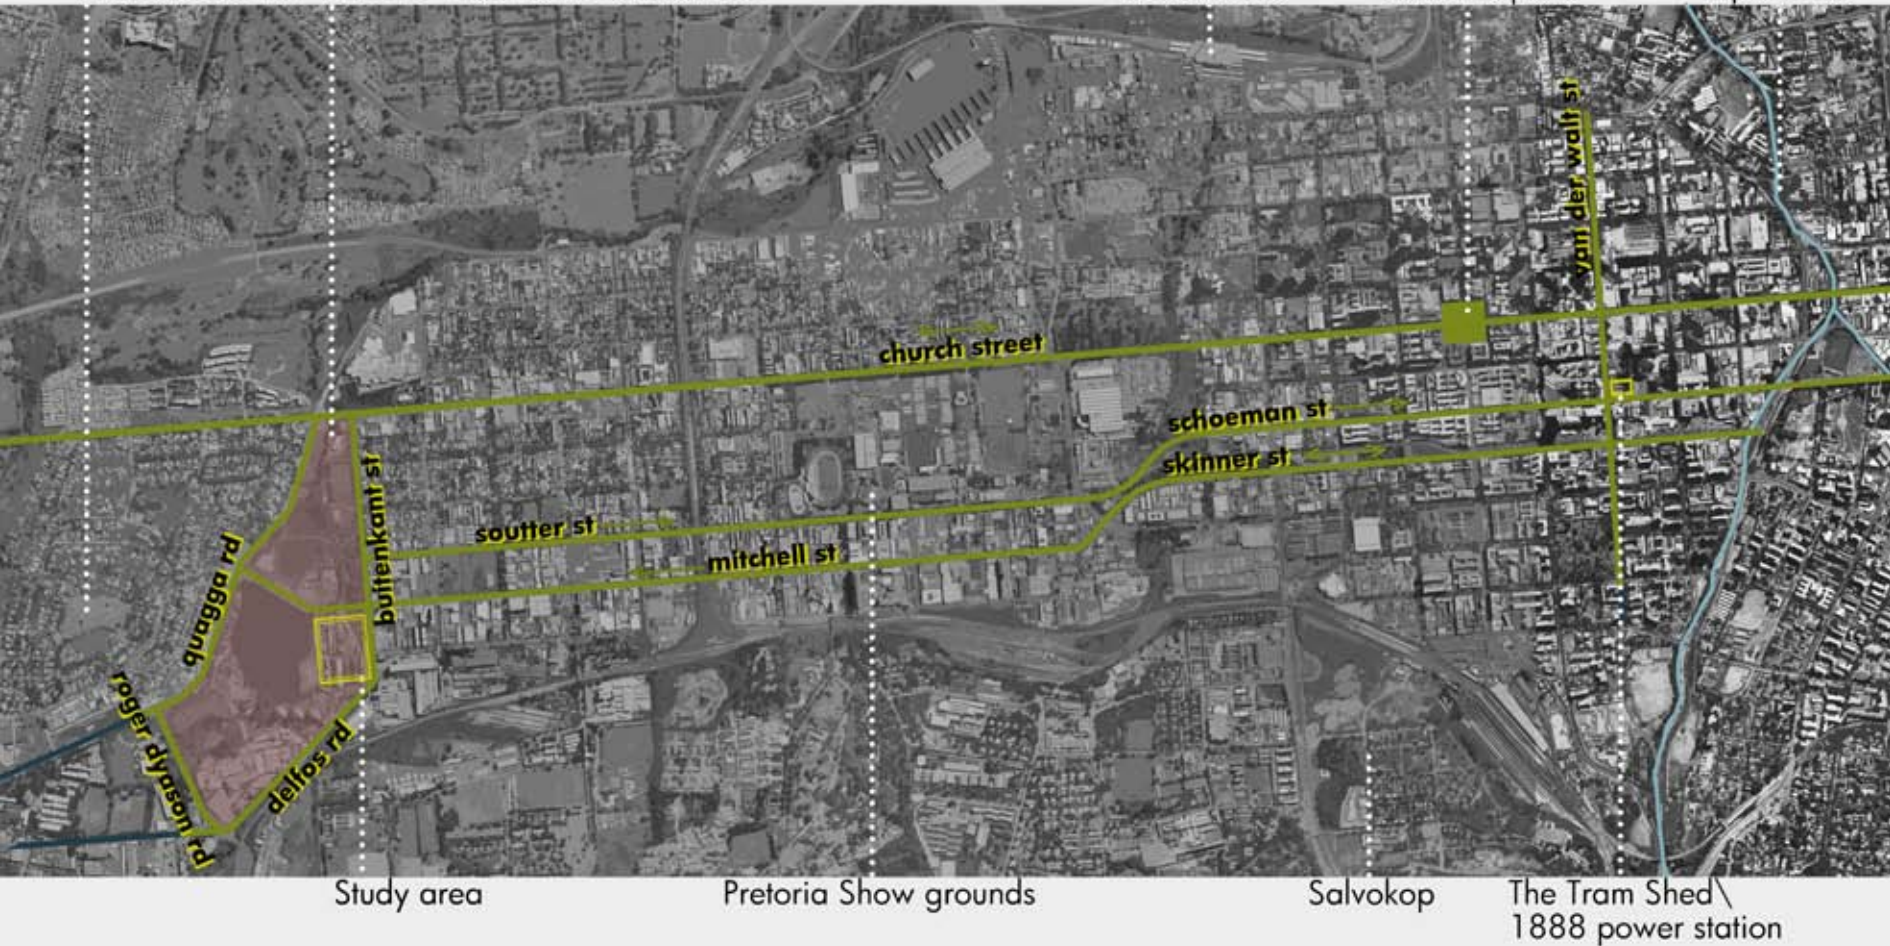 van der walt st
church street
schoeman st
skinner st
soutter st
mitchell st
buitenkant st
quagga rd
roger dyason rd
delfos rd
Study area
Pretoria Show grounds
Salvokop
The Tram Shed\
1888 power station